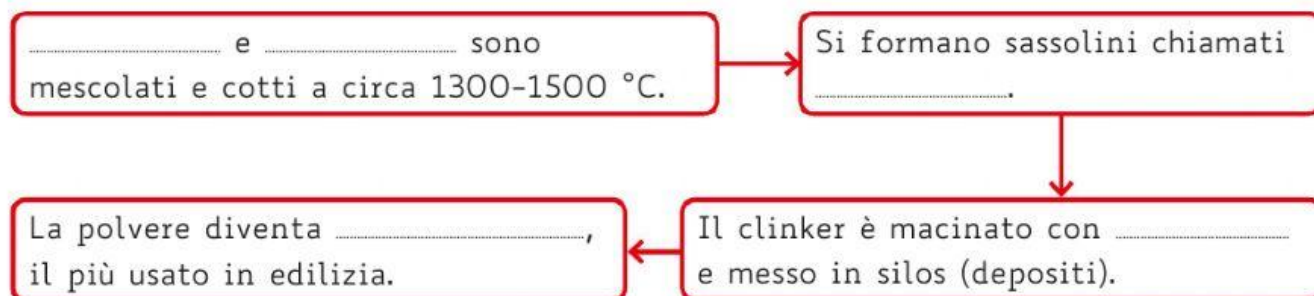 .............................. e .............................. sono
mescolati e cotti a circa 1300-1500 °C.
Si formano sassolini chiamati
...............................
Il clinker è macinato con ..............................
e messo in silos (depositi).
La polvere diventa ..............................,
il più usato in edilizia.